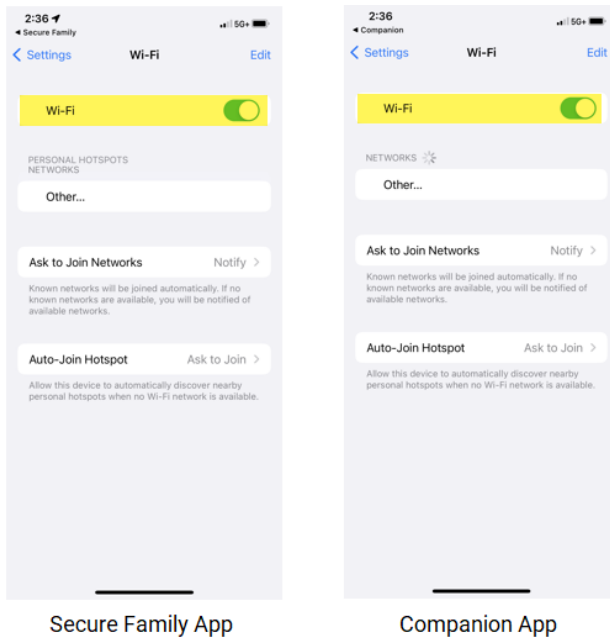 2:36
5G+
◀ Secure Family
Settings
Wi-Fi
Edit
Wi-Fi
PERSONAL HOTSPOTS
NETWORKS
Other...
Ask to Join Networks
Notify
Known networks will be joined automatically. If no
known networks are available, you will be notified of
available networks.
Auto-Join Hotspot
Ask to Join
Allow this device to automatically discover nearby
personal hotspots when no Wi-Fi network is available.
Secure Family App
2:36
5G+
◀ Companion
Settings
Wi-Fi
Edit
Wi-Fi
NETWORKS
Other...
Ask to Join Networks
Notify
Known networks will be joined automatically. If no
known networks are available, you will be notified of
available networks.
Auto-Join Hotspot
Ask to Join
Allow this device to automatically discover nearby
personal hotspots when no Wi-Fi network is available.
Companion App